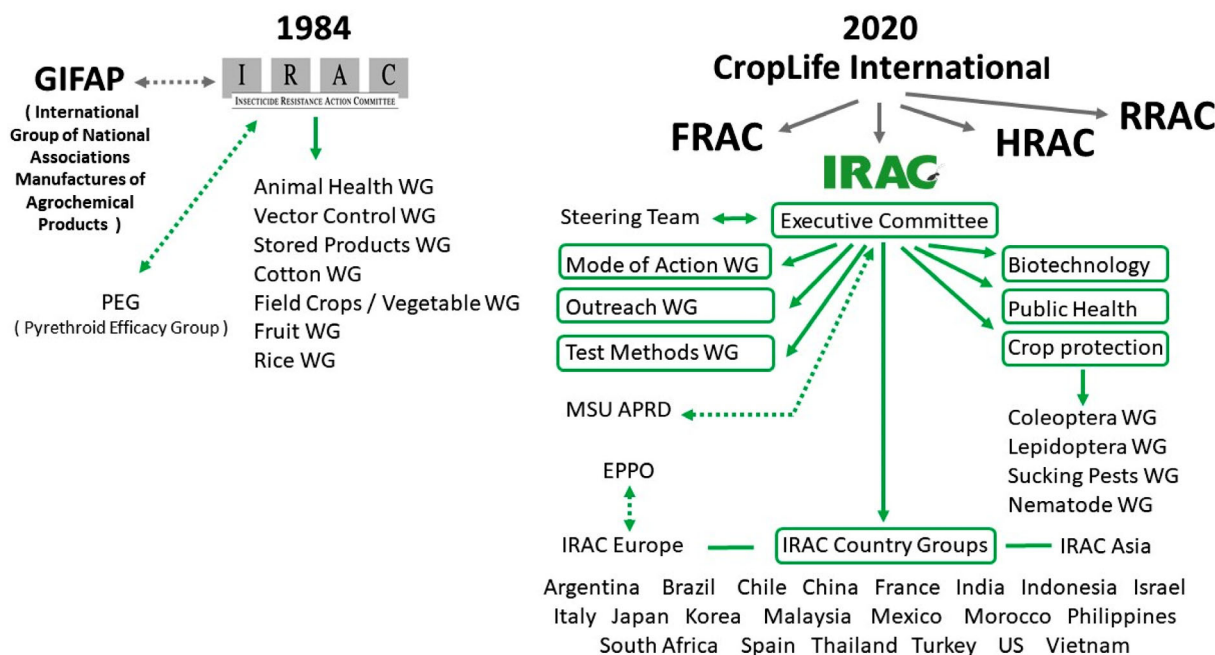 1984
GIFAP
I R A C
INSECTICIDE RESISTANCE ACTION COMMITTEE
( International
Group of National
Associations
Manufactures of
Agrochemical
Products )
Animal Health WG
Vector Control WG
Stored Products WG
Cotton WG
Field Crops / Vegetable WG
Fruit WG
Rice WG
PEG
( Pyrethroid Efficacy Group )
2020
CropLife International
FRAC
HRAC
RRAC
IRAC
Steering Team
Executive Committee
Mode of Action WG
Outreach WG
Test Methods WG
Biotechnology
Public Health
Crop protection
MSU APRD
Coleoptera WG
Lepidoptera WG
Sucking Pests WG
Nematode WG
EPPO
IRAC Europe
IRAC Country Groups
IRAC Asia
Argentina Brazil Chile China France India Indonesia Israel
Italy Japan Korea Malaysia Mexico Morocco Philippines
South Africa Spain Thailand Turkey US Vietnam